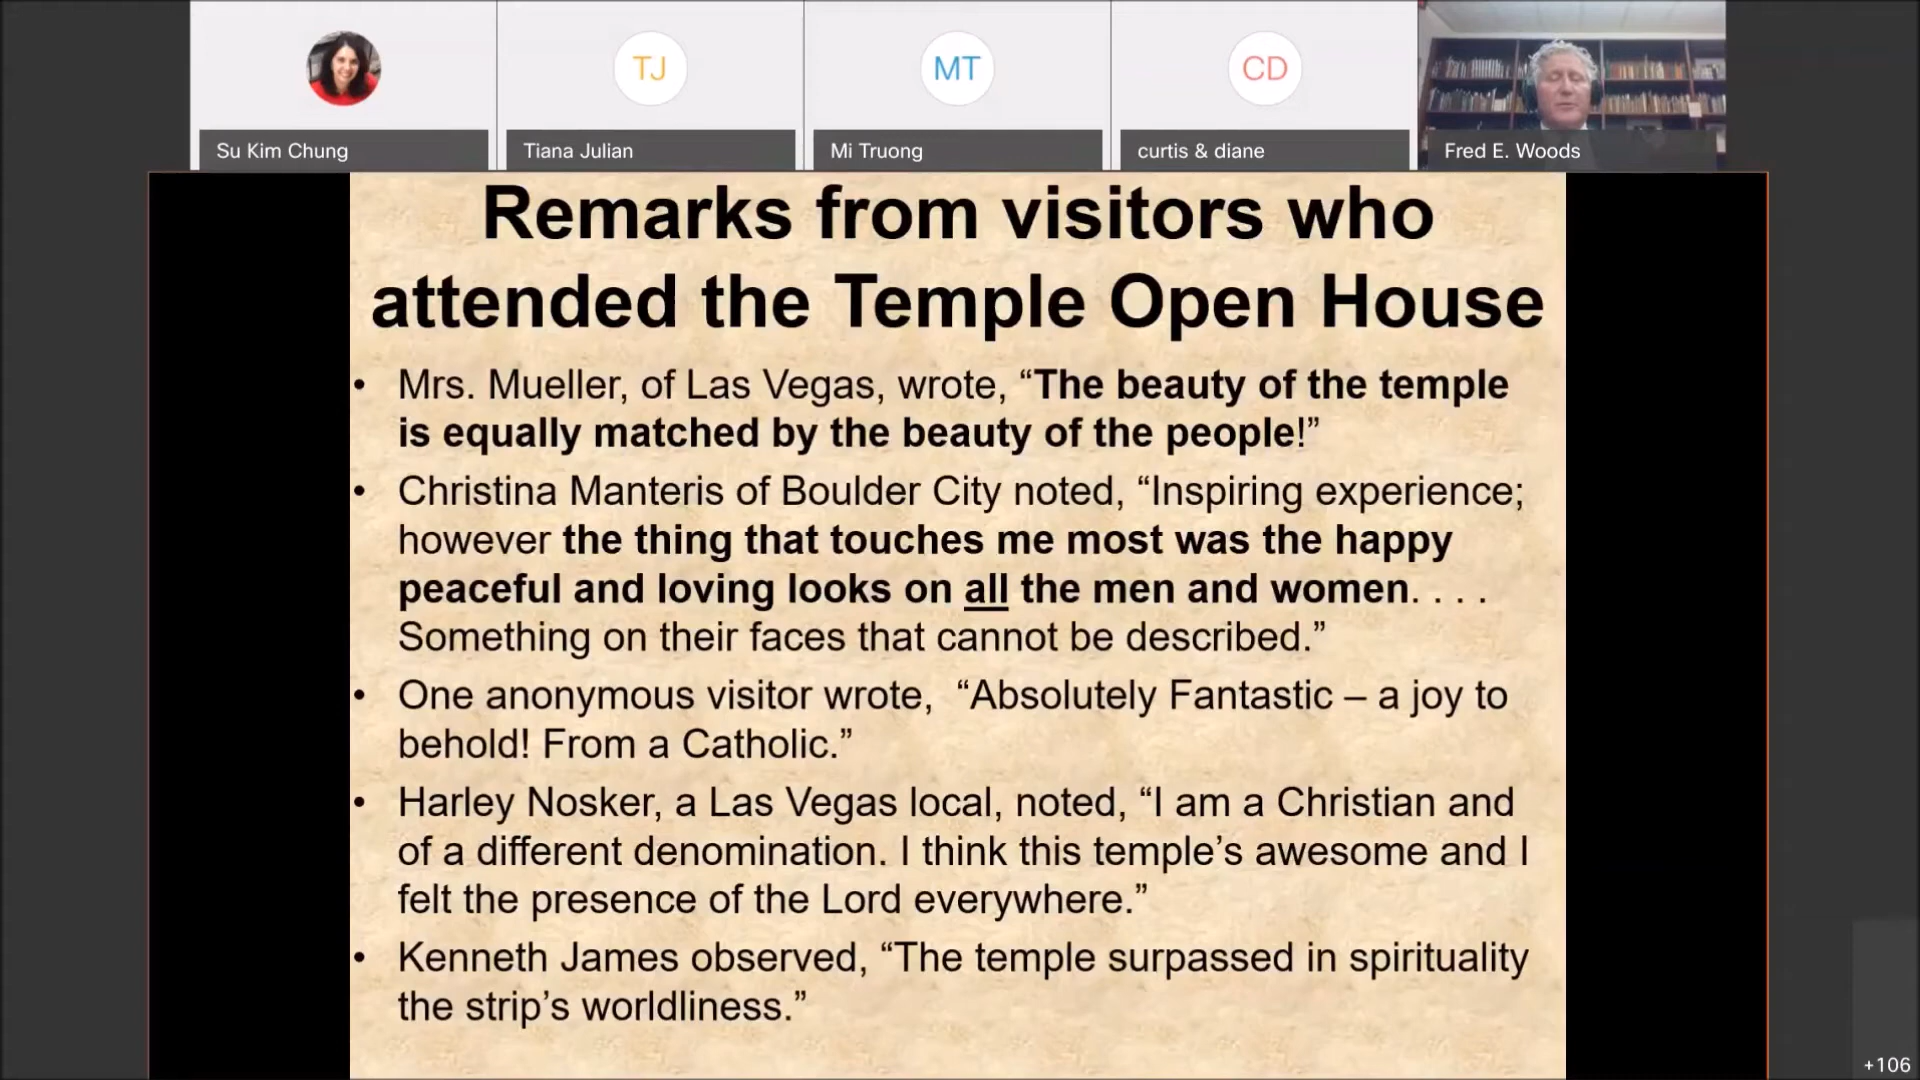 TJ
MT
CD
Su Kim Chung
Tiana Julian
Mi Truong
curtis & diane
Fred E. Woods
Remarks from visitors who
attended the Temple Open House
• Mrs. Mueller, of Las Vegas, wrote, “The beauty of the temple
is equally matched by the beauty of the people!”
• Christina Manteris of Boulder City noted, “Inspiring experience;
however the thing that touches me most was the happy
peaceful and loving looks on all the men and women. . . .
Something on their faces that cannot be described.”
• One anonymous visitor wrote,  “Absolutely Fantastic – a joy to
behold! From a Catholic.”
• Harley Nosker, a Las Vegas local, noted, “I am a Christian and
of a different denomination. I think this temple’s awesome and I
felt the presence of the Lord everywhere.”
• Kenneth James observed, “The temple surpassed in spirituality
the strip’s worldliness.”
+106